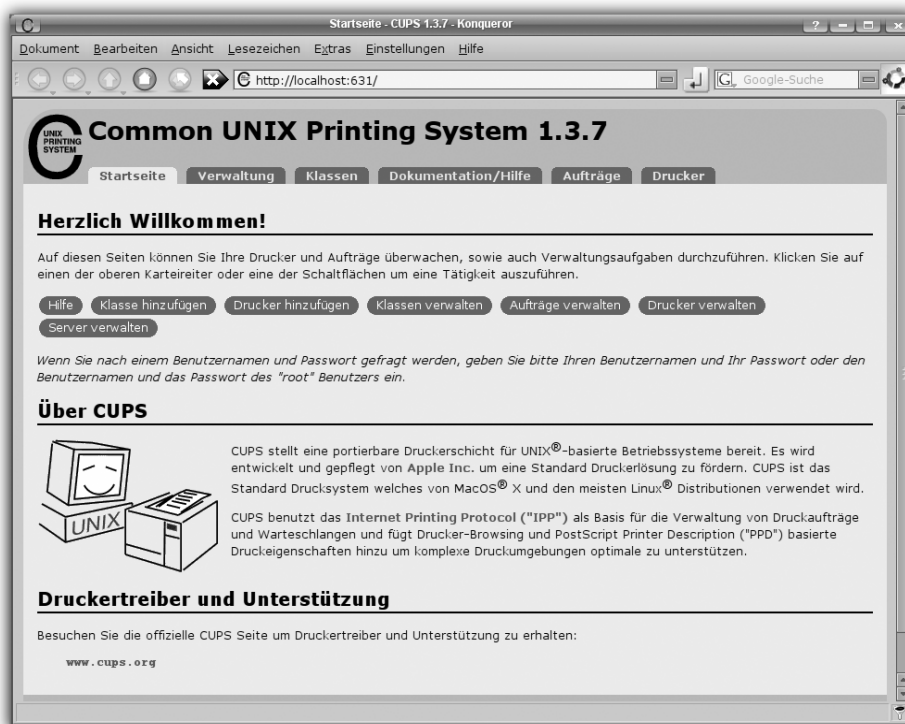 Startseite - CUPS 1.3.7 - Konqueror
Dokument Bearbeiten Ansicht Lesezeichen Extras Einstellungen Hilfe
http://localhost:631/ G Google-Suche
UNIX
PRINTING
SYSTEM
Common UNIX Printing System 1.3.7
Startseite Verwaltung Klassen Dokumentation/Hilfe Aufträge Drucker
Herzlich Willkommen!
Auf diesen Seiten können Sie Ihre Drucker und Aufträge überwachen, sowie auch Verwaltungsaufgaben durchzuführen. Klicken Sie auf
einen der oberen Karteireiter oder eine der Schaltflächen um eine Tätigkeit auszuführen.
Hilfe Klasse hinzufügen Drucker hinzufügen Klassen verwalten Aufträge verwalten Drucker verwalten
Server verwalten
Wenn Sie nach einem Benutzernamen und Passwort gefragt werden, geben Sie bitte Ihren Benutzernamen und Ihr Passwort oder den
Benutzernamen und das Passwort des "root" Benutzers ein.
Über CUPS
UNIX
CUPS stellt eine portierbare Druckerschicht für UNIX®-basierte Betriebssysteme bereit. Es wird
entwickelt und gepflegt von Apple Inc. um eine Standard Druckerlösung zu fördern. CUPS ist das
Standard Drucksystem welches von MacOS® X und den meisten Linux® Distributionen verwendet wird.
CUPS benutzt das Internet Printing Protocol ("IPP") als Basis für die Verwaltung von Druckaufträge
und Warteschlangen und fügt Drucker-Browsing und PostScript Printer Description ("PPD") basierte
Druckeigenschaften hinzu um komplexe Druckumgebungen optimale zu unterstützen.
Druckertreiber und Unterstützung
Besuchen Sie die offizielle CUPS Seite um Druckertreiber und Unterstützung zu erhalten:
www.cups.org